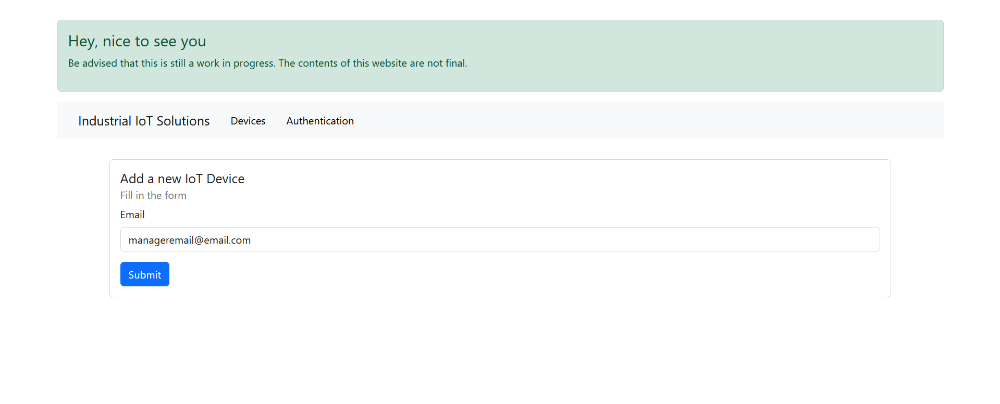 Hey, nice to see you
Be advised that this is still a work in progress. The contents of this website are not final.
Industrial IoT Solutions Devices Authentication
Add a new IoT Device
Fill in the form
Email
manageremail@email.com
Submit